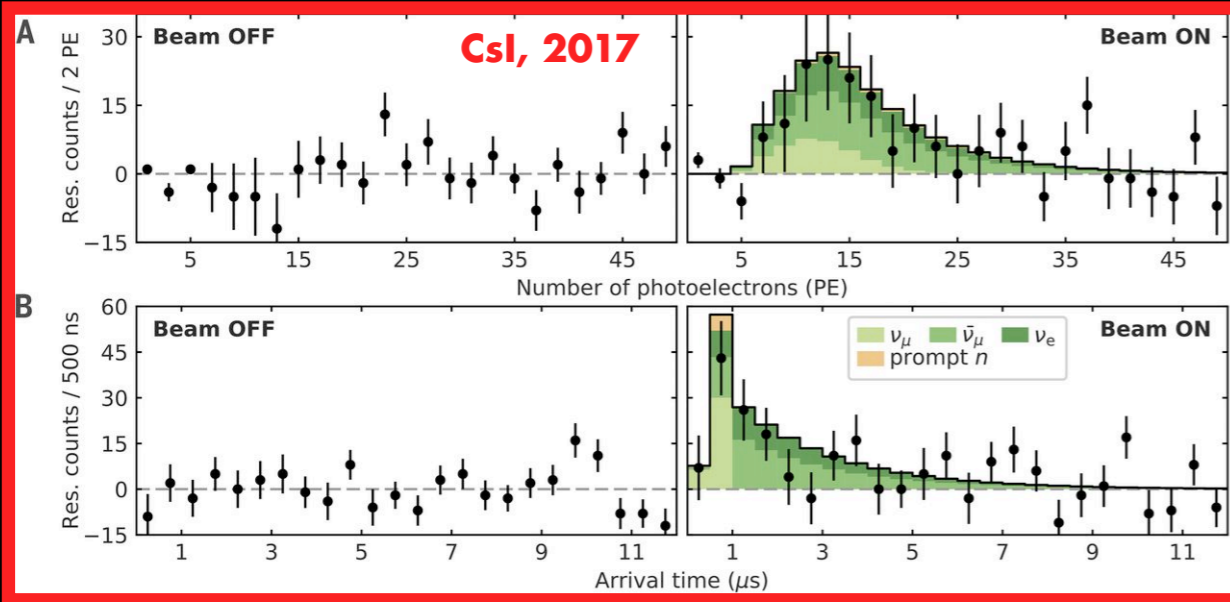 A
Res. counts / 2 PE
30
15
0
−15
Beam OFF
CsI, 2017
Beam ON
5 15 25 35 45
5 15 25 35 45
Number of photoelectrons (PE)
B
Res. counts / 500 ns
60
45
30
15
0
−15
Beam OFF
νμ ν̄μ νe
prompt n
Beam ON
1 3 5 7 9 11
1 3 5 7 9 11
Arrival time (μs)